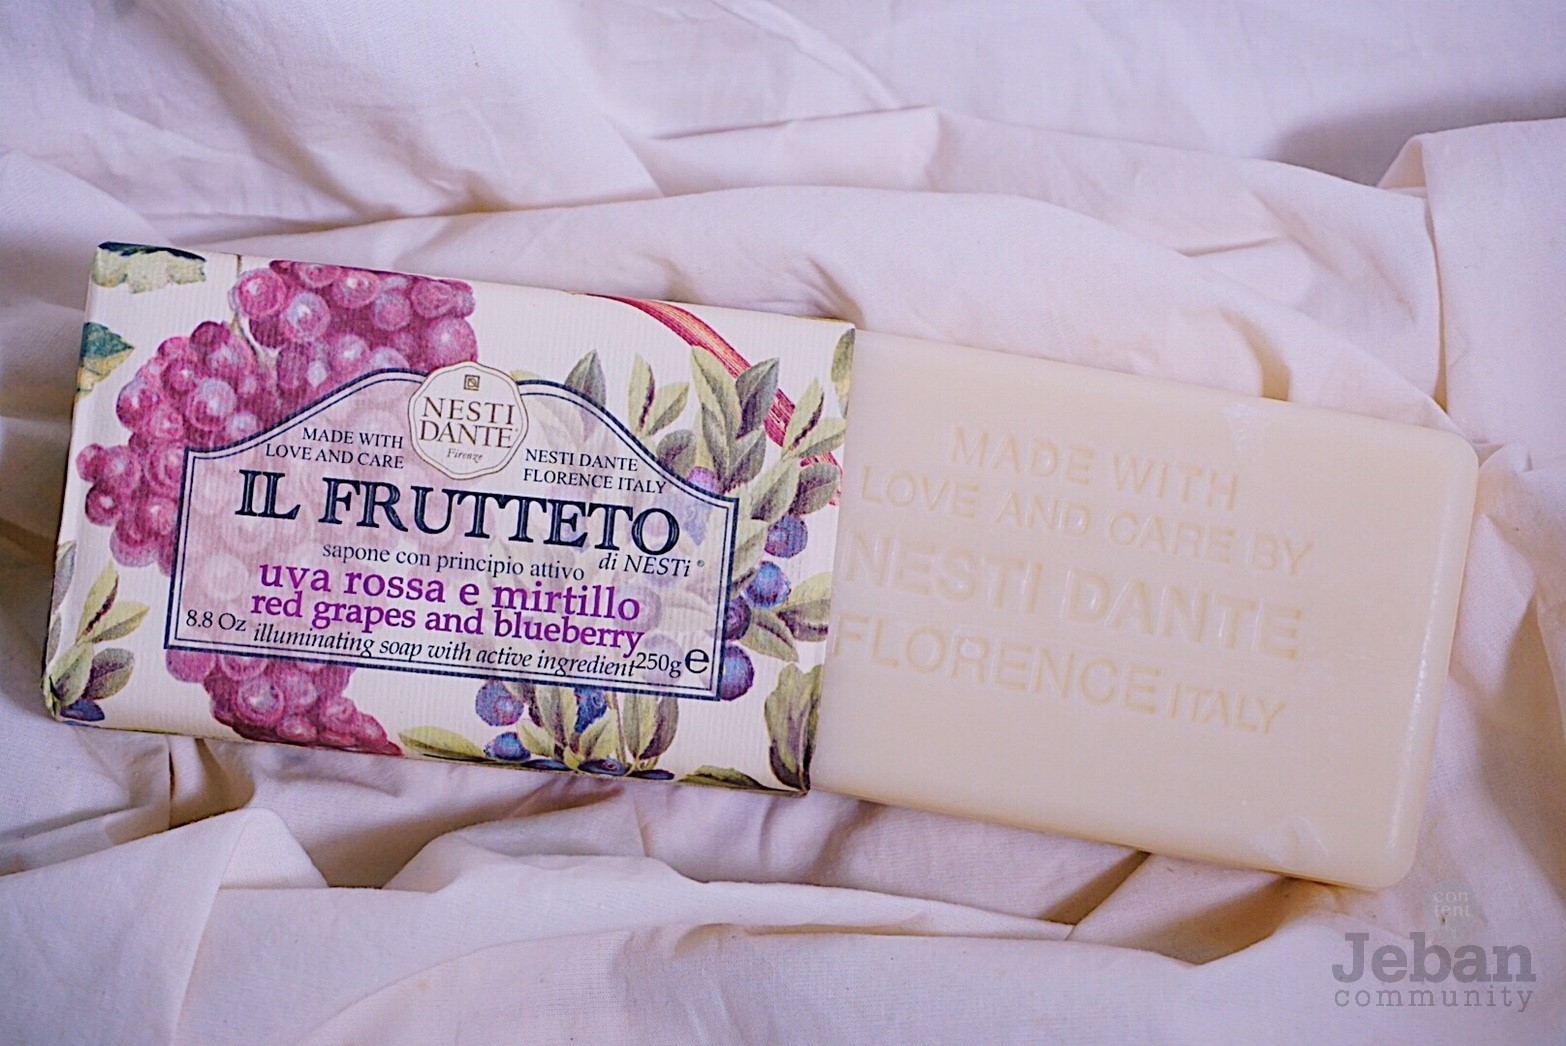 NESTI
DANTE
Firenze
MADE WITH
LOVE AND CARE
NESTI DANTE
FLORENCE ITALY
IL FRUTTETO
di NESTi ®
sapone con principio attivo
uva rossa e mirtillo
red grapes and blueberry
8.8 Oz illuminating soap with active ingredient 250g e
MADE WITH
LOVE AND CARE BY
NESTI DANTE
FLORENCE ITALY
con
tent
Jeban
community